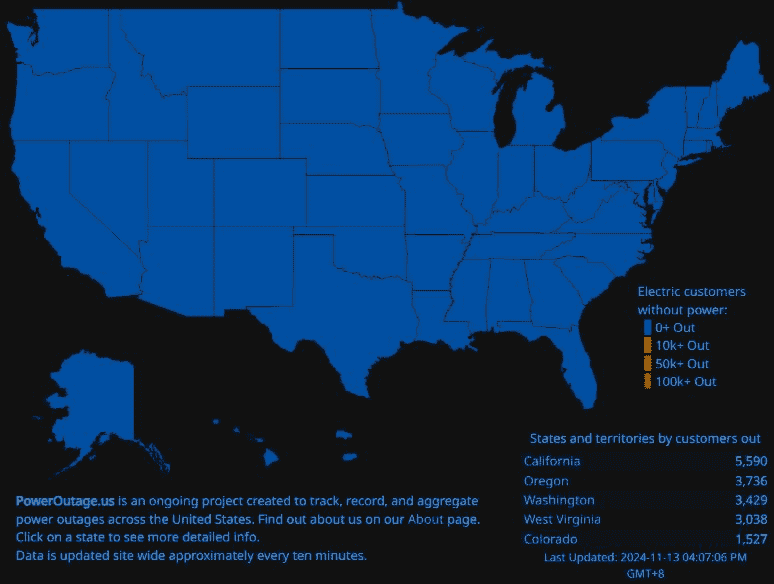 Electric customers
without power:
0+ Out
10k+ Out
50k+ Out
100k+ Out
States and territories by customers out
California 5,590
Oregon 3,736
Washington 3,429
West Virginia 3,038
Colorado 1,527
Last Updated: 2024-11-13 04:07:06 PM
GMT+8
PowerOutage.us is an ongoing project created to track, record, and aggregate
power outages across the United States. Find out about us on our About page.
Click on a state to see more detailed info.
Data is updated site wide approximately every ten minutes.